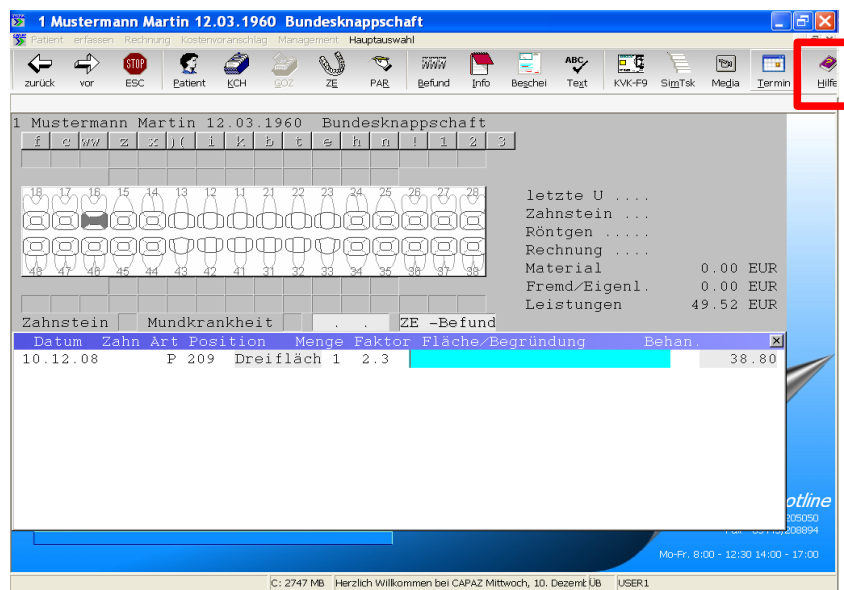 1 Mustermann Martin 12.03.1960 Bundesknappschaft
Patient erfassen Rechnung Kostenvoranschlag Management Hauptauswahl
zurück vor ESC Patient KCH GOZ ZE PAR Befund Info Beschei Text KVK-F9 SimTsk Media Termin Hilfe
1 Mustermann Martin 12.03.1960 Bundesknappschaft
f c ww z x )( i k b t e h n ! 1 2 3
18 17 16 15 14 13 12 11 21 22 23 24 25 26 27 28
48 47 46 45 44 43 42 41 31 32 33 34 35 36 37 38
letzte U ....
Zahnstein ...
Röntgen .....
Rechnung ....
Material 0.00 EUR
Fremd/Eigenl. 0.00 EUR
Leistungen 49.52 EUR
Zahnstein Mundkrankheit . . ZE -Befund
Datum Zahn Art Position Menge Faktor Fläche/Begründung Behan.
10.12.08 P 209 Dreifläch 1 2.3 38.80
otline
205050
208894
Mo-Fr. 8:00 - 12:30 14:00 - 17:00
C: 2747 MB Herzlich Willkommen bei CAPAZ Mittwoch, 10. Dezemb ÜB USER1